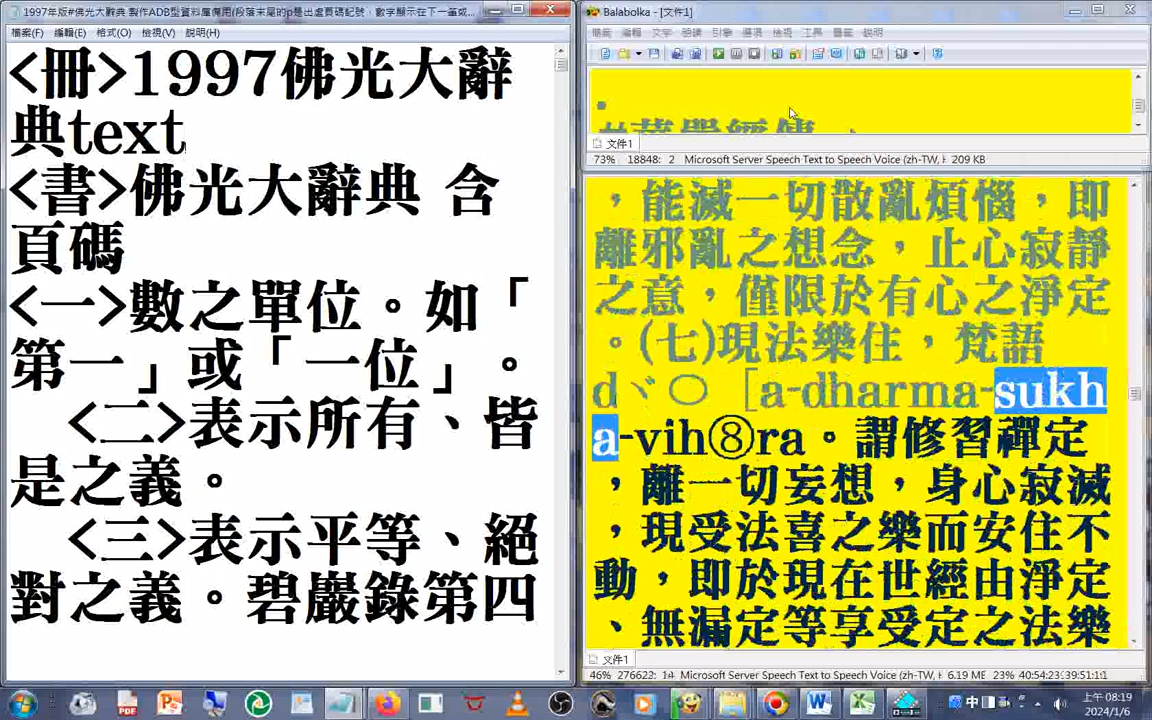 1997年版#佛光大辭典 製作ADB型資料庫備用(段落末尾的p是出處頁碼記號，數字顯示在下一筆或...
檔案(F) 編輯(E) 格式(O) 檢視(V) 說明(H)
<冊>1997佛光大辭
典text
<書>佛光大辭典 含
頁碼
<一>數之單位。如「
第一」或「一位」。
<二>表示所有、皆
是之義。
<三>表示平等、絕
對之義。碧巖錄第四
Balabolka - [文件1]
檔案 編輯 文字 朗讀 引擎 選項 檢視 工具 書籤 說明
#華嚴經傳
文件1
73% 18848: 2 Microsoft Server Speech Text to Speech Voice (zh-TW, H 209 KB
，能滅一切散亂煩惱，即
離邪亂之想念，止心寂靜
之意，僅限於有心之淨定
。(七)現法樂住，梵語
dヾ〇［a-dharma-sukh
a-vih⑧ra。謂修習禪定
，離一切妄想，身心寂滅
，現受法喜之樂而安住不
動，即於現在世經由淨定
、無漏定等享受定之法樂
文件1
46% 276622: 14 Microsoft Server Speech Text to Speech Voice (zh-TW, H 6.19 ME 23% 40:54:23/39:51:11
中
上午 08:19
2024/1/6